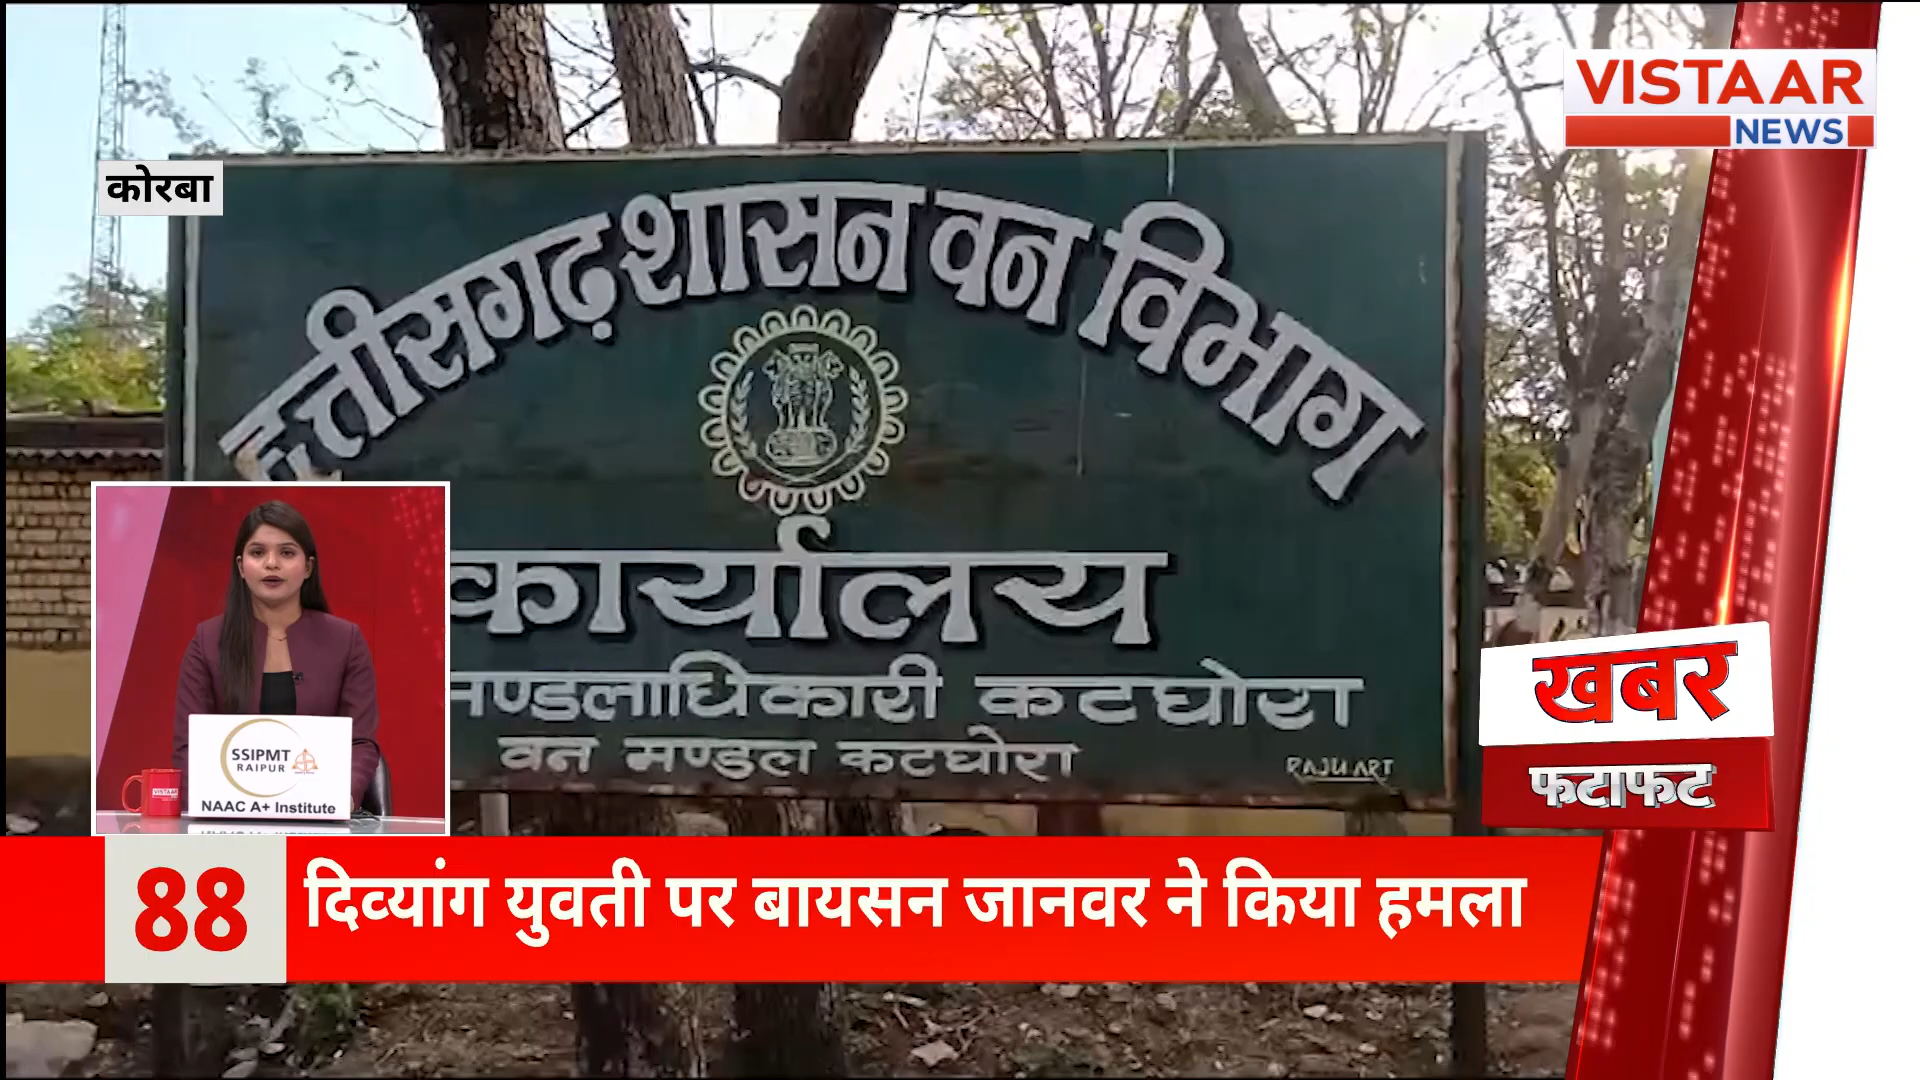 VISTAAR
NEWS
कोरबा
छत्तीसगढ़ शासन वन विभाग
कार्यालय
मण्डलाधिकारी कटघोरा
वन मण्डल कटघोरा
RAJU ART
SSIPMT
RAIPUR
NAAC A+ Institute
VISTAAR
खबर
फटाफट
88
दिव्यांग युवती पर बायसन जानवर ने किया हमला